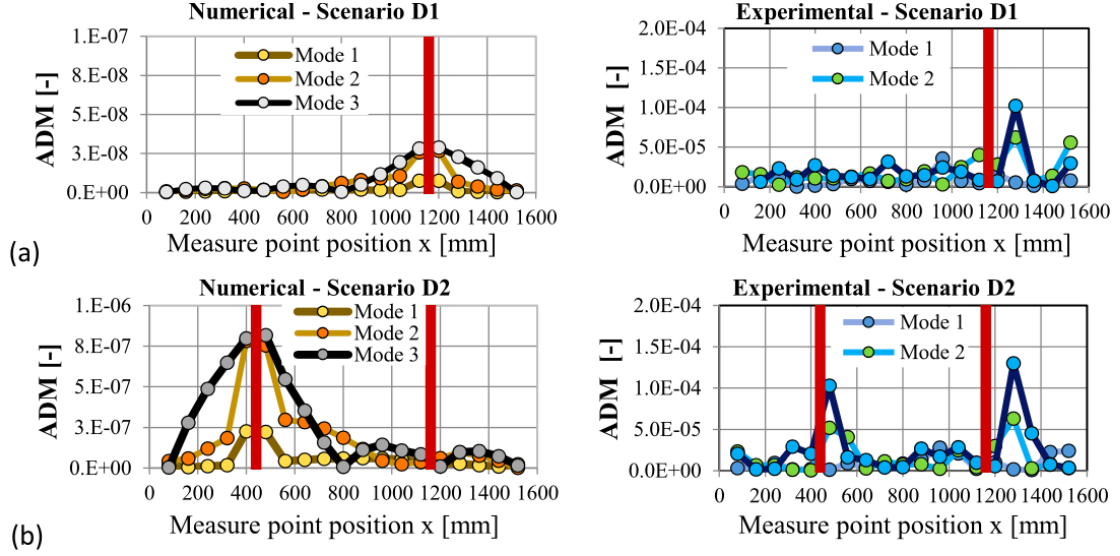 (a)
Numerical - Scenario D1
1.E-07
8.E-08
5.E-08
3.E-08
0.E+00
ADM [-]
Mode 1
Mode 2
Mode 3
0 200 400 600 800 1000 1200 1400 1600
Measure point position x [mm]
Experimental - Scenario D1
2.0E-04
1.5E-04
1.0E-04
5.0E-05
0.0E+00
ADM [-]
Mode 1
Mode 2
0 200 400 600 800 1000 1200 1400 1600
Measure point position x [mm]
(b)
Numerical - Scenario D2
1.E-06
8.E-07
5.E-07
3.E-07
0.E+00
ADM [-]
Mode 1
Mode 2
Mode 3
0 200 400 600 800 1000 1200 1400 1600
Measure point position x [mm]
Experimental - Scenario D2
2.0E-04
1.5E-04
1.0E-04
5.0E-05
0.0E+00
ADM [-]
Mode 1
Mode 2
0 200 400 600 800 1000 1200 1400 1600
Measure point position x [mm]